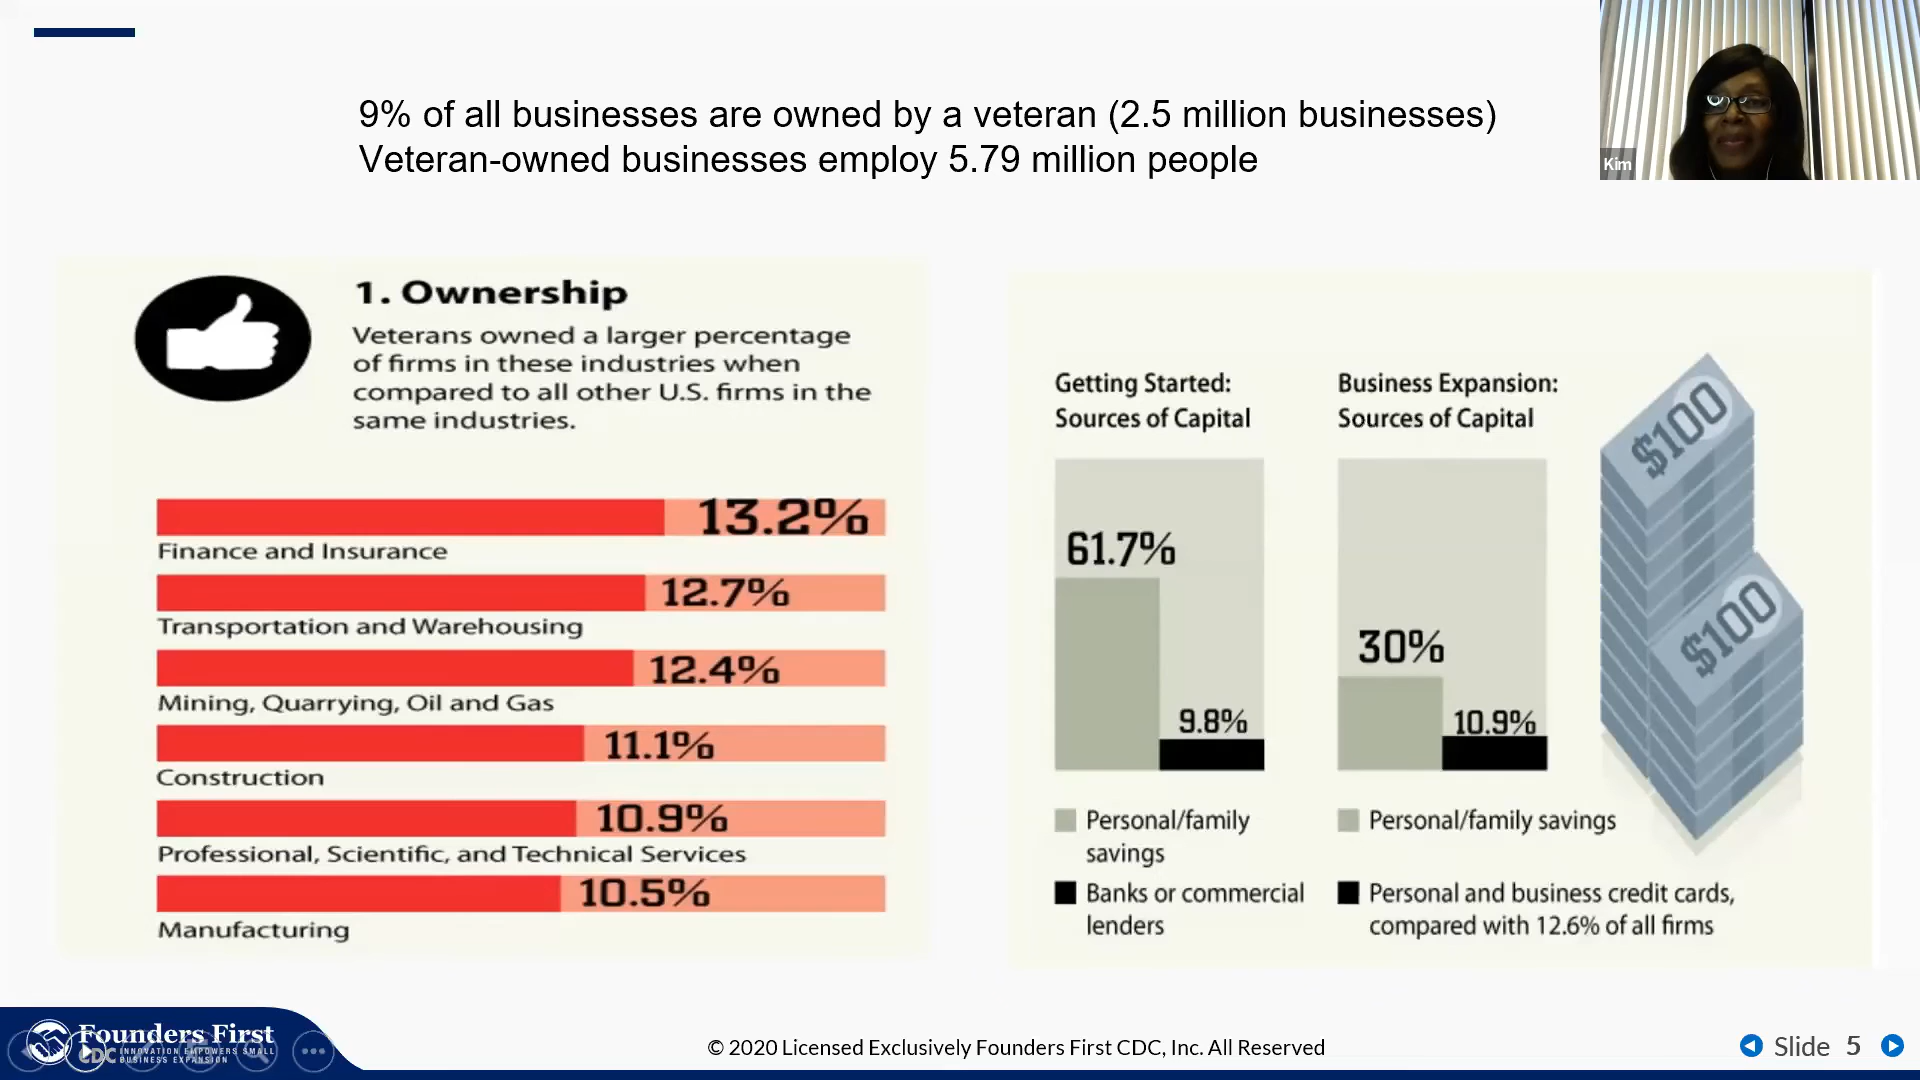 9% of all businesses are owned by a veteran (2.5 million businesses)
Veteran-owned businesses employ 5.79 million people
Kim
1. Ownership
Veterans owned a larger percentage
of firms in these industries when
compared to all other U.S. firms in the
same industries.
13.2%
Finance and Insurance
12.7%
Transportation and Warehousing
12.4%
Mining, Quarrying, Oil and Gas
11.1%
Construction
10.9%
Professional, Scientific, and Technical Services
10.5%
Manufacturing
Getting Started:
Sources of Capital
61.7%
9.8%
Personal/family
savings
Banks or commercial
lenders
Business Expansion:
Sources of Capital
30%
10.9%
Personal/family savings
Personal and business credit cards,
compared with 12.6% of all firms
$100
$100
Founders First
CDC
INNOVATION EMPOWERS SMALL
BUSINESS EXPANSION
© 2020 Licensed Exclusively Founders First CDC, Inc. All Reserved
Slide 5